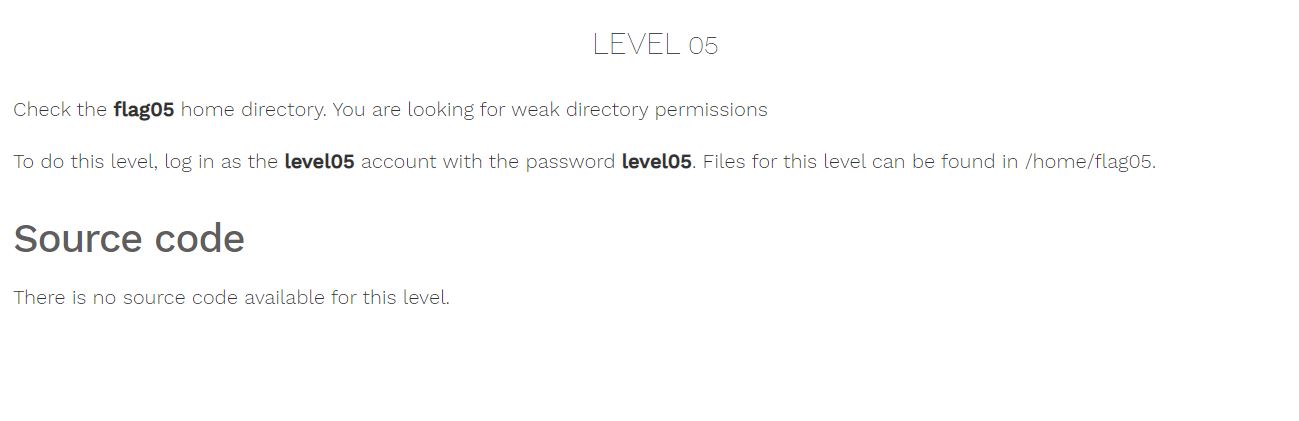 LEVEL 05
Check the flag05 home directory. You are looking for weak directory permissions
To do this level, log in as the level05 account with the password level05. Files for this level can be found in /home/flag05.
Source code
There is no source code available for this level.